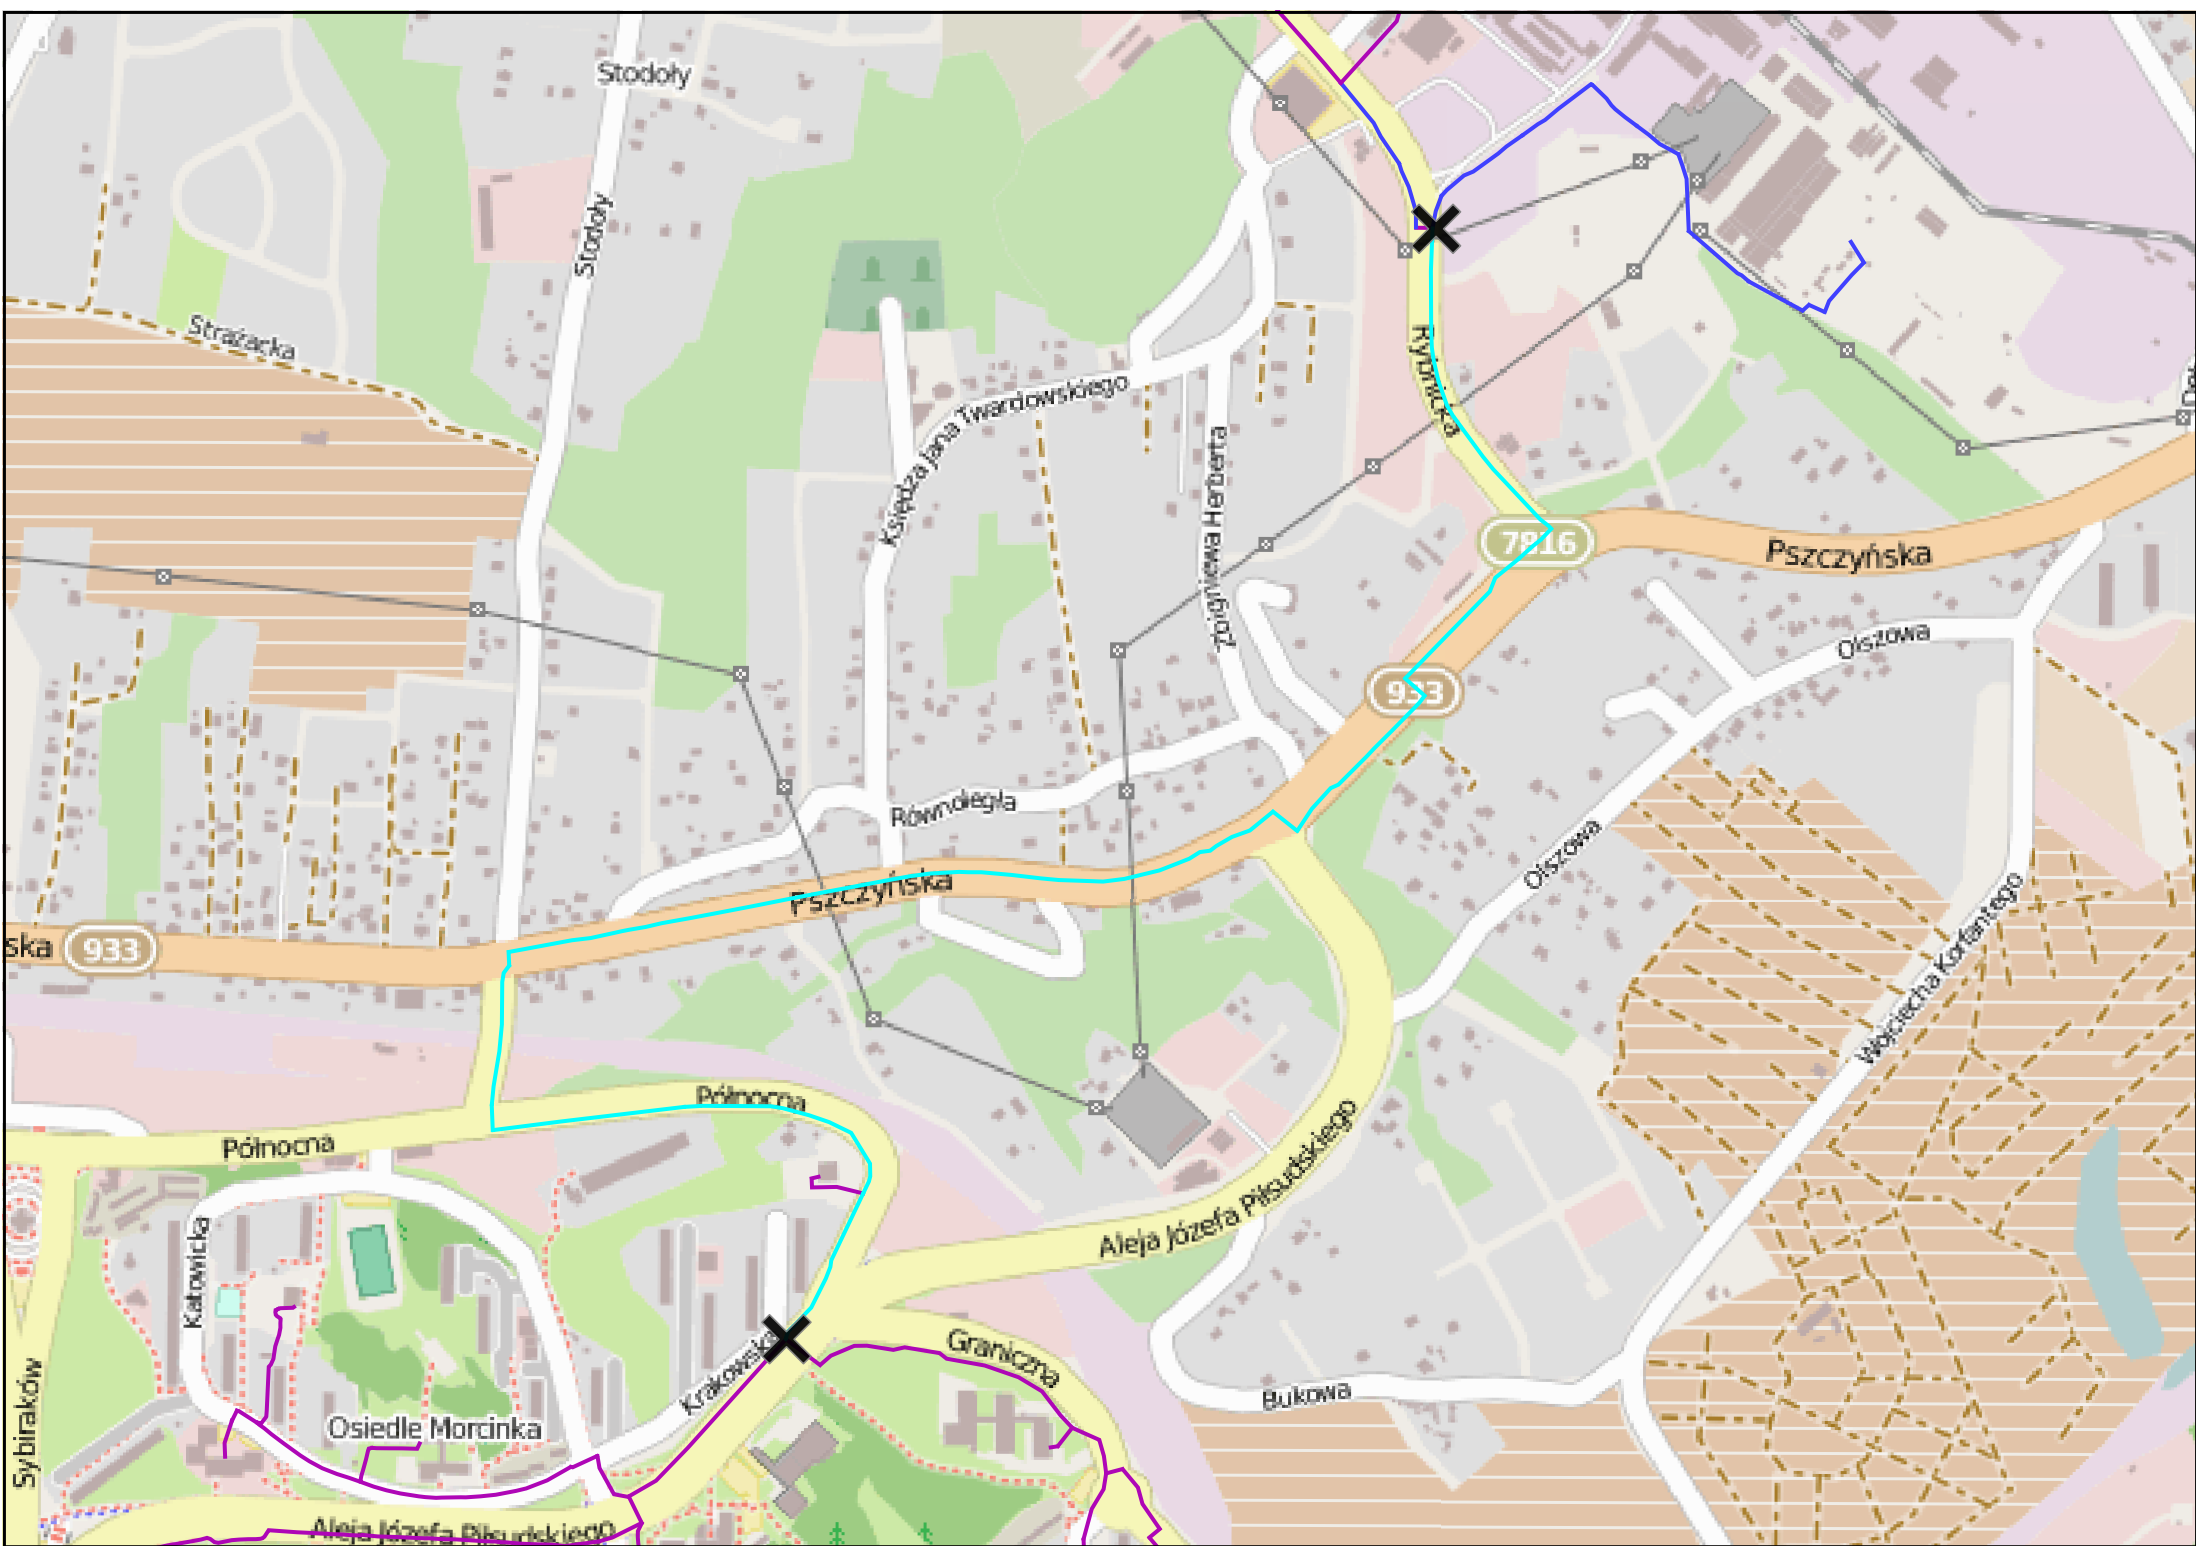 Stodoły
Stodoły
Strażacka
Księdza Jana Twardowskiego
Zbigniewa Herberta
Rybnicka
7816
Pszczyńska
Olszowa
933
Równoległa
Olszowa
Pszczyńska
ska
933
Wojciecha Korfantego
Północna
Północna
Aleja Józefa Piłsudskiego
Katowicka
Krakowska
Graniczna
Bukowa
Sybiraków
Osiedle Morcinka
Aleja Józefa Piłsudskiego